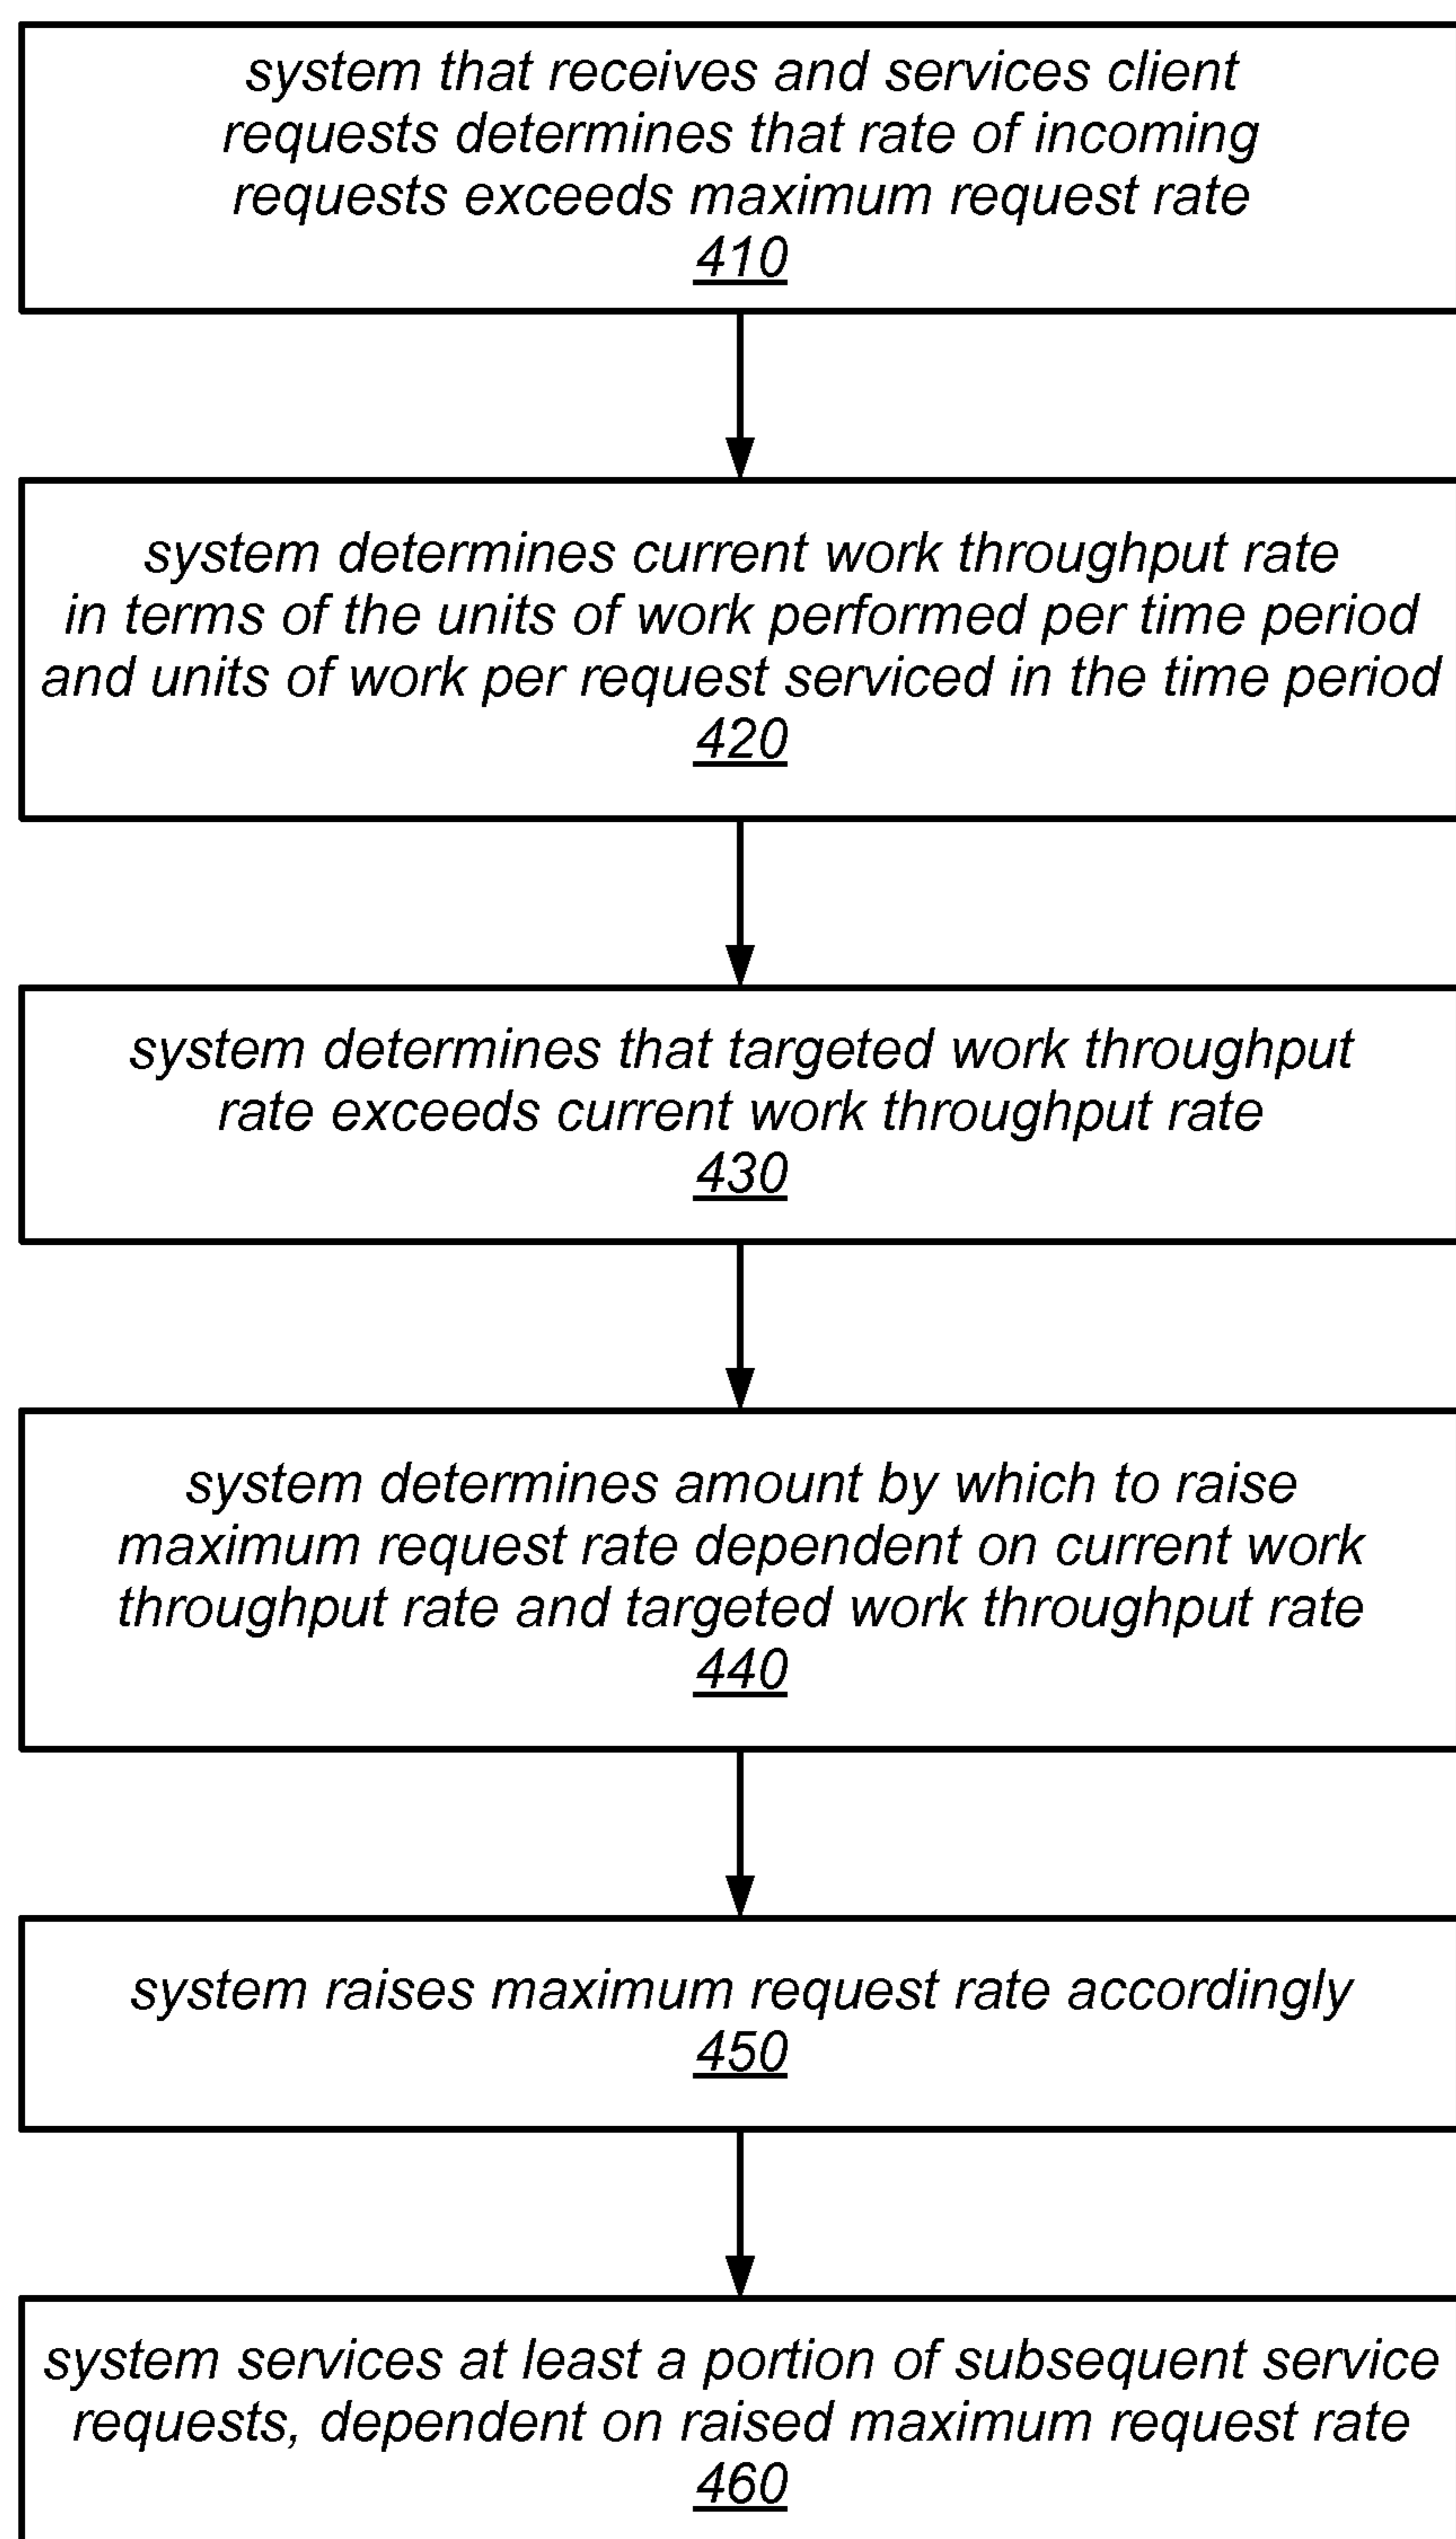 system that receives and services client
requests determines that rate of incoming
requests exceeds maximum request rate
410
system determines current work throughput rate
in terms of the units of work performed per time period
and units of work per request serviced in the time period
420
system determines that targeted work throughput
rate exceeds current work throughput rate
430
system determines amount by which to raise
maximum request rate dependent on current work
throughput rate and targeted work throughput rate
440
system raises maximum request rate accordingly
450
system services at least a portion of subsequent service
requests, dependent on raised maximum request rate
460